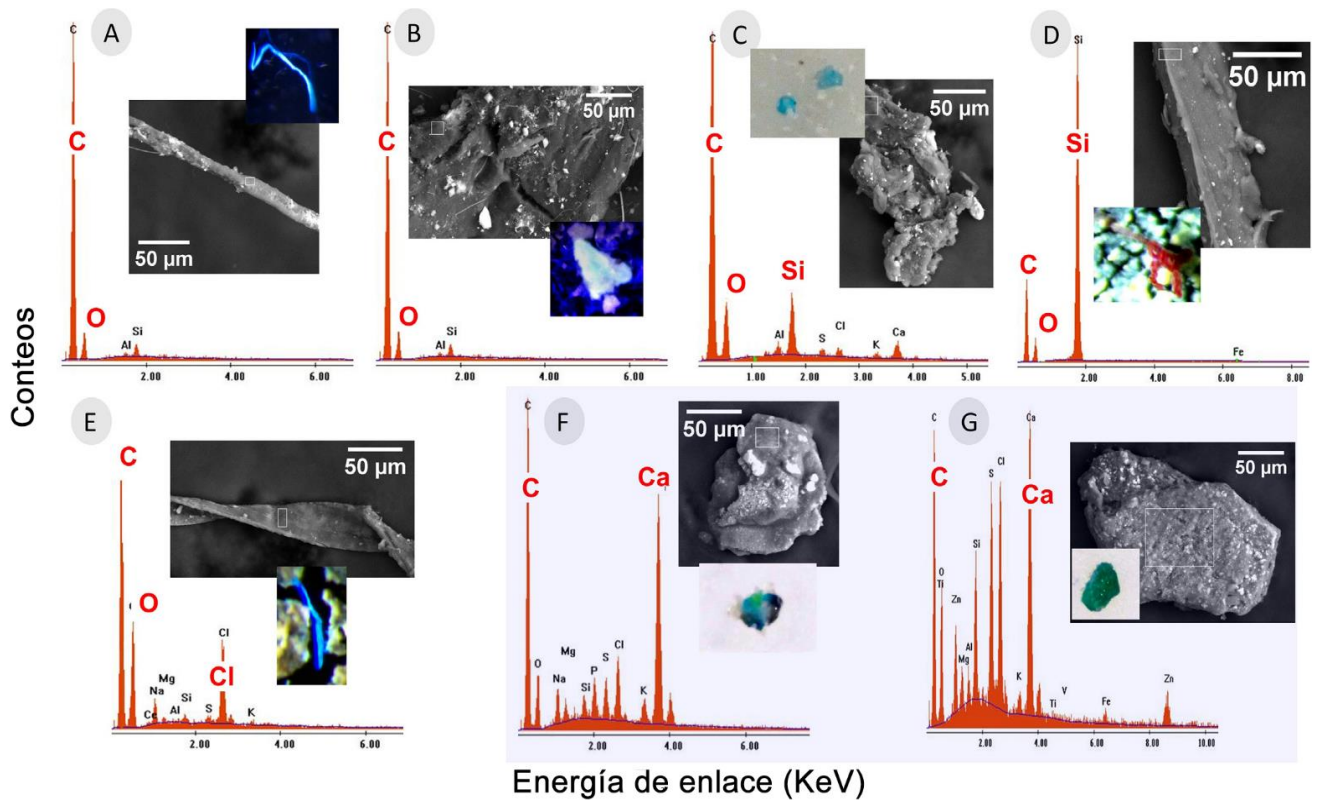 A
C
C
O
Al
Si
50 µm
2.00
4.00
6.00
B
C
C
O
Al
Si
50 µm
2.00
4.00
6.00
C
C
C
O
Al
Si
S
Cl
K
Ca
50 µm
1.00
2.00
3.00
4.00
5.00
D
Si
Si
C
O
Fe
50 µm
2.00
4.00
6.00
8.00
Conteos
E
C
O
Na
Mg
Al
Si
S
Cl
Cl
K
50 µm
2.00
4.00
6.00
F
C
C
O
Na
Mg
Si
P
S
Cl
K
Ca
50 µm
2.00
4.00
6.00
G
C
C
O
Ti
Zn
Mg
Al
Si
S
Cl
K
Ca
Ca
Ti
V
Fe
Zn
50 µm
2.00
4.00
6.00
8.00
10.00
Energía de enlace (KeV)